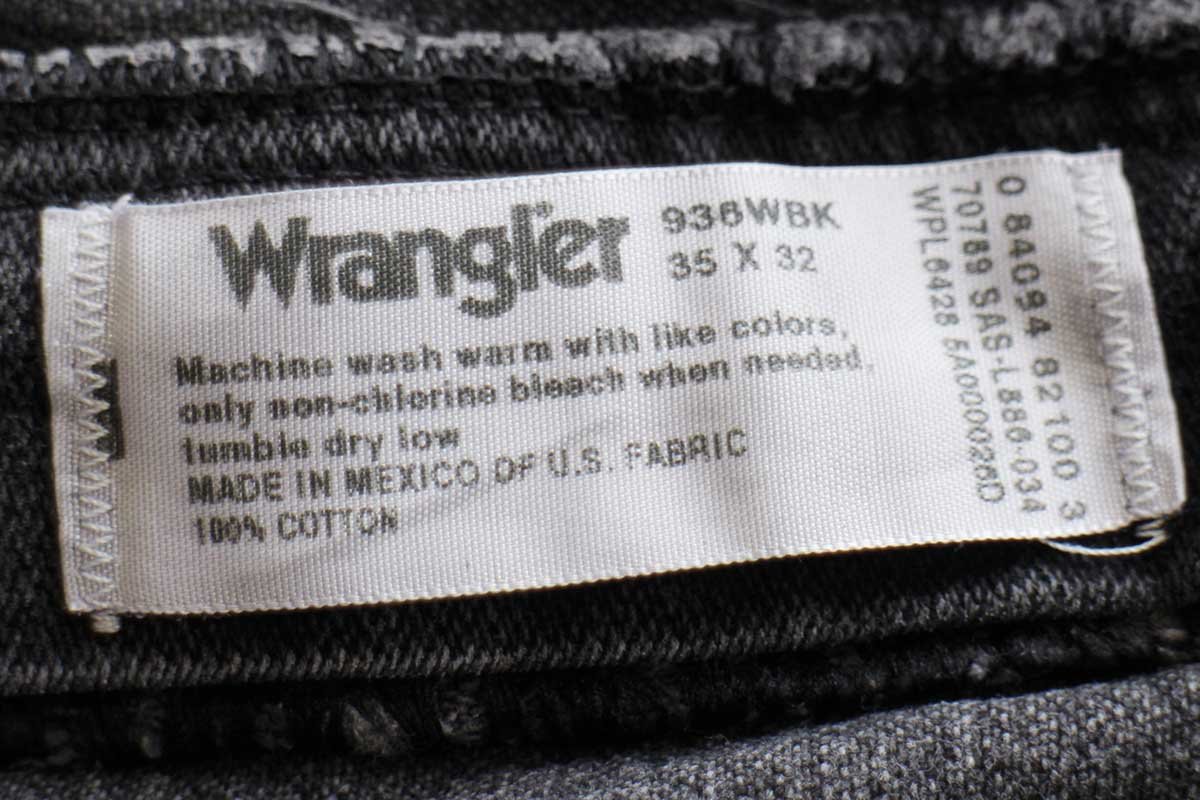 Wrangler
936WBK
35 X 32
Machine wash warm with like colors,
only non-chlorine bleach when needed,
tumble dry low
MADE IN MEXICO OF U.S. FABRIC
100% COTTON
0 84094 82100 3
70789 SAS-L886-034
WPL6428 5A000026D